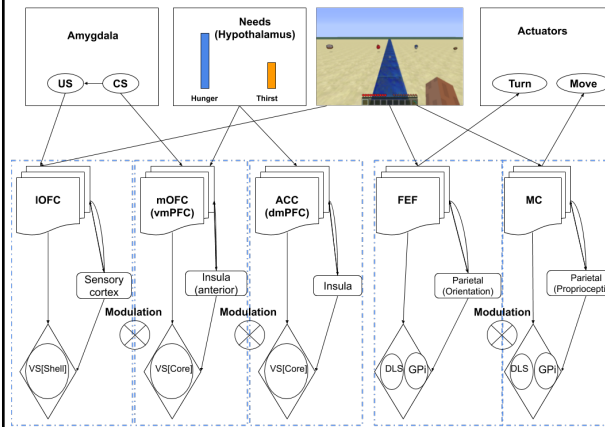 Amygdala
US
CS
Needs
(Hypothalamus)
Hunger
Thirst
Actuators
Turn
Move
lOFC
mOFC
(vmPFC)
ACC
(dmPFC)
FEF
MC
Sensory
cortex
Insula
(anterior)
Insula
Parietal
(Orientation)
Parietal
(Propriocepti
Modulation
Modulation
Modulation
VS[Shell]
VS[Core]
VS[Core]
DLS
GPi
DLS
GPi